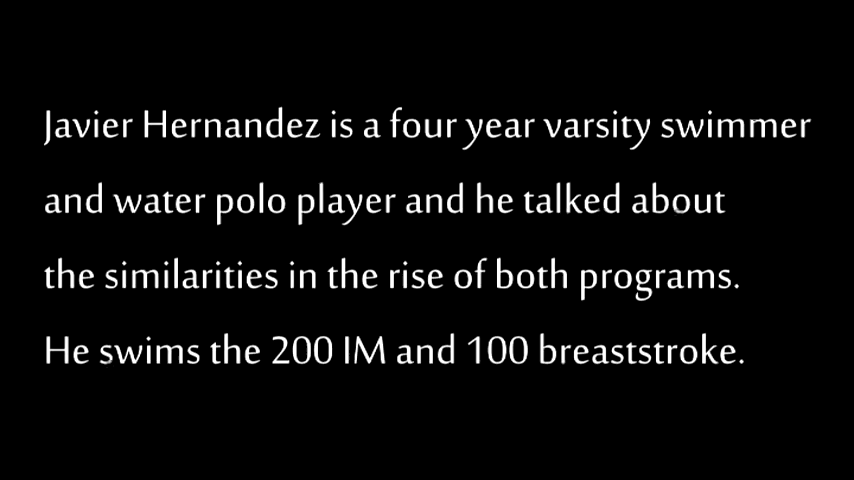 Javier Hernandez is a four year varsity swimmer
and water polo player and he talked about
the similarities in the rise of both programs.
He swims the 200 IM and 100 breaststroke.